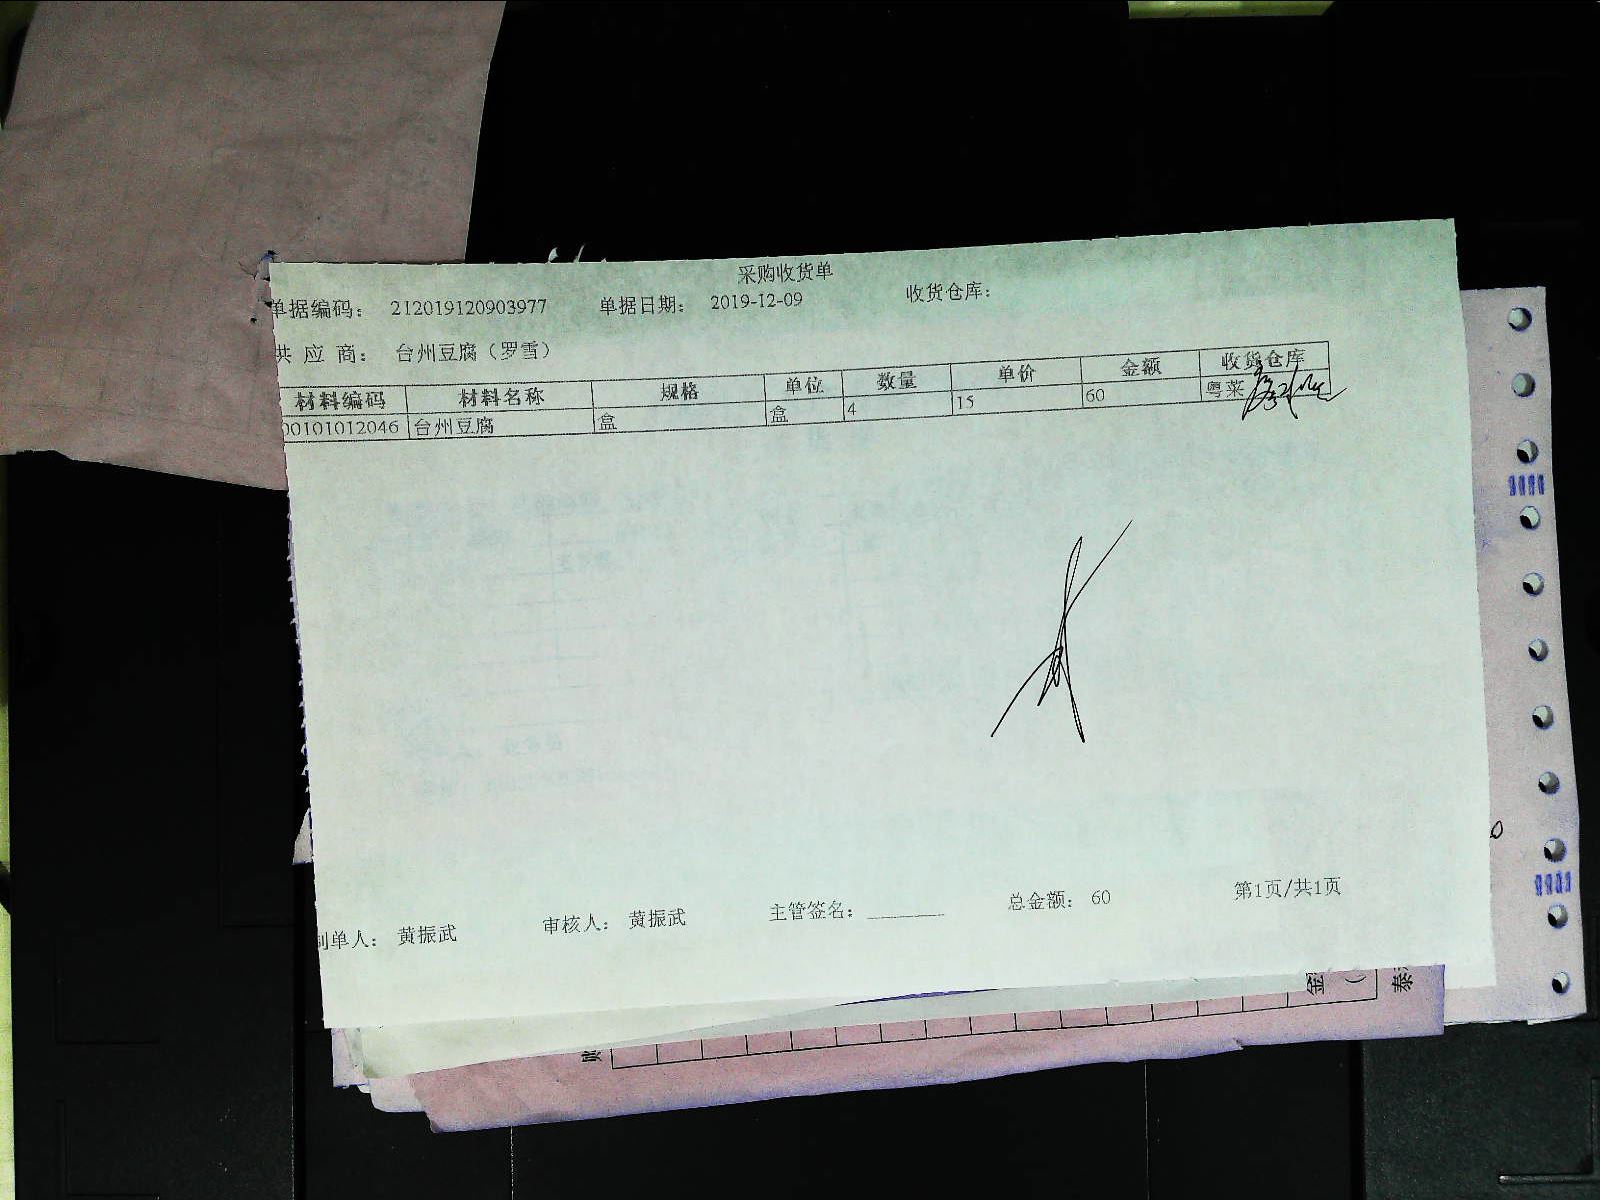 采购收货单
单据编码： 212019120903977 单据日期： 2019-12-09 收货仓库：
供 应 商： 台州豆腐（罗雪）
材料编码 材料名称 规格 单位 数量 单价 金额 收货仓库
00101012046 台州豆腐 盒 盒 4 15 60 粤菜
制单人： 黄振武 审核人： 黄振武 主管签名： 总金额： 60 第1页/共1页
金
泰